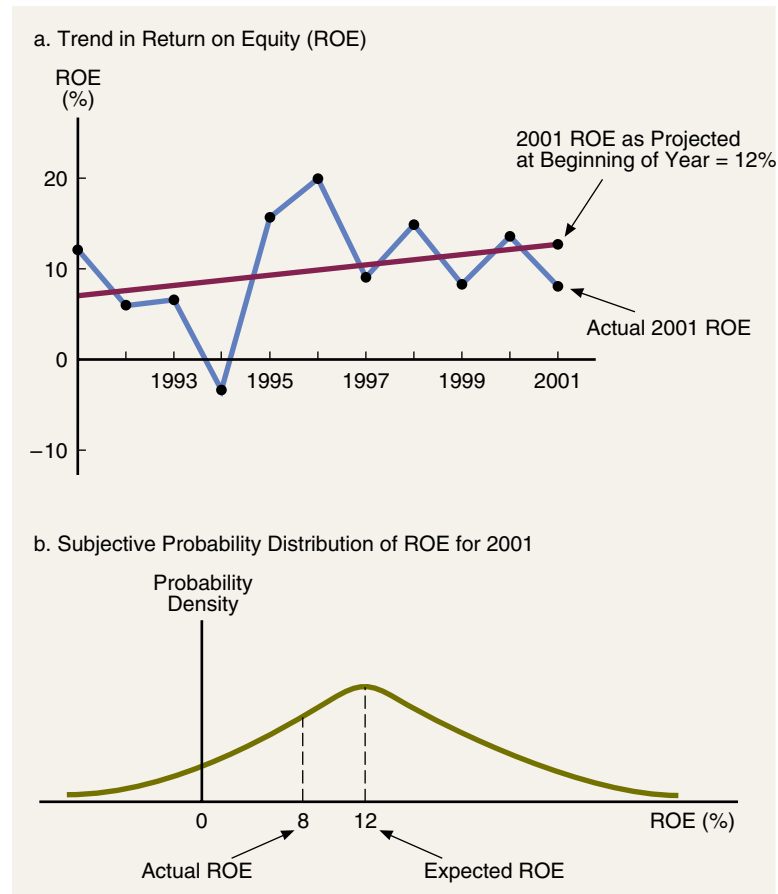 a. Trend in Return on Equity (ROE)
ROE
(%)
2001 ROE as Projected
at Beginning of Year = 12%
20
10
Actual 2001 ROE
0
1993 1995 1997 1999 2001
−10
b. Subjective Probability Distribution of ROE for 2001
Probability
Density
0 8 12 ROE (%)
Actual ROE Expected ROE